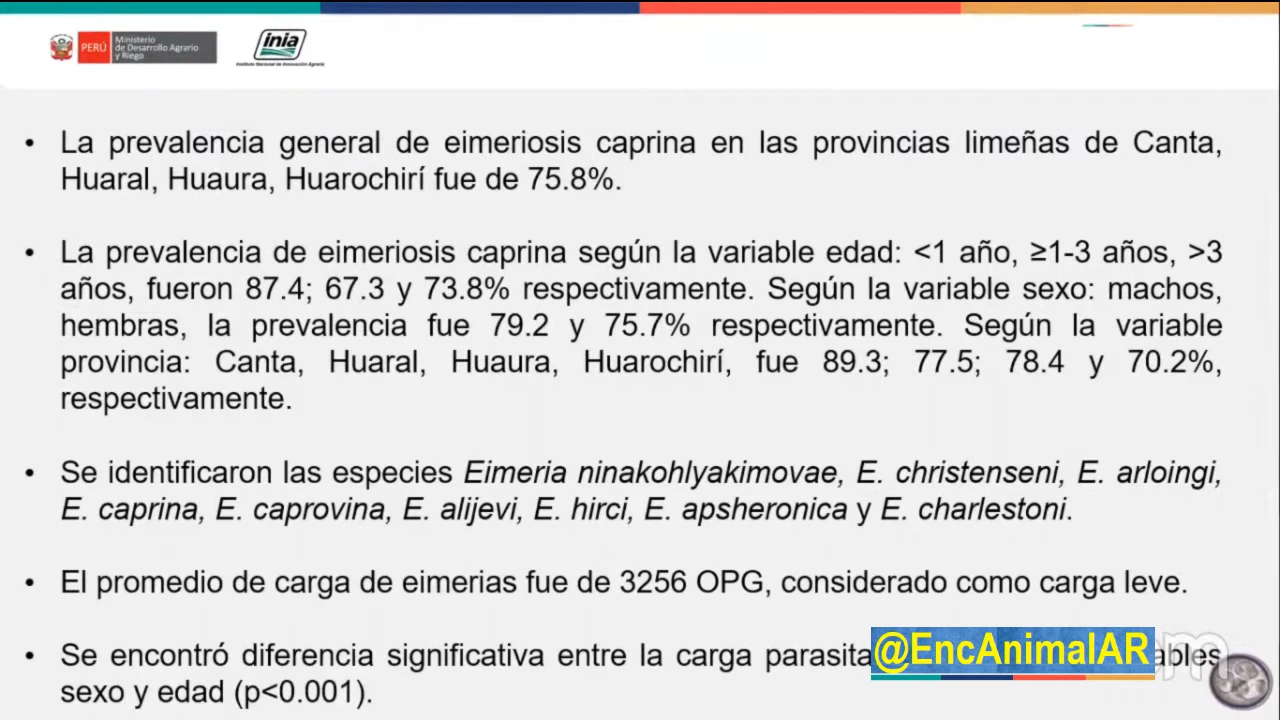 PERÚ
Ministerio
de Desarrollo Agrario
y Riego
inia
Instituto Nacional de Innovación Agraria
• La prevalencia general de eimeriosis caprina en las provincias limeñas de Canta,
Huaral, Huaura, Huarochirí fue de 75.8%.
• La prevalencia de eimeriosis caprina según la variable edad: <1 año, ≥1-3 años, >3
años, fueron 87.4; 67.3 y 73.8% respectivamente. Según la variable sexo: machos,
hembras, la prevalencia fue 79.2 y 75.7% respectivamente. Según la variable
provincia: Canta, Huaral, Huaura, Huarochirí, fue 89.3; 77.5; 78.4 y 70.2%,
respectivamente.
• Se identificaron las especies Eimeria ninakohlyakimovae, E. christenseni, E. arloingi,
E. caprina, E. caprovina, E. alijevi, E. hirci, E. apsheronica y E. charlestoni.
• El promedio de carga de eimerias fue de 3256 OPG, considerado como carga leve.
• Se encontró diferencia significativa entre la carga parasita
@EncAnimalAR
sexo y edad (p<0.001).